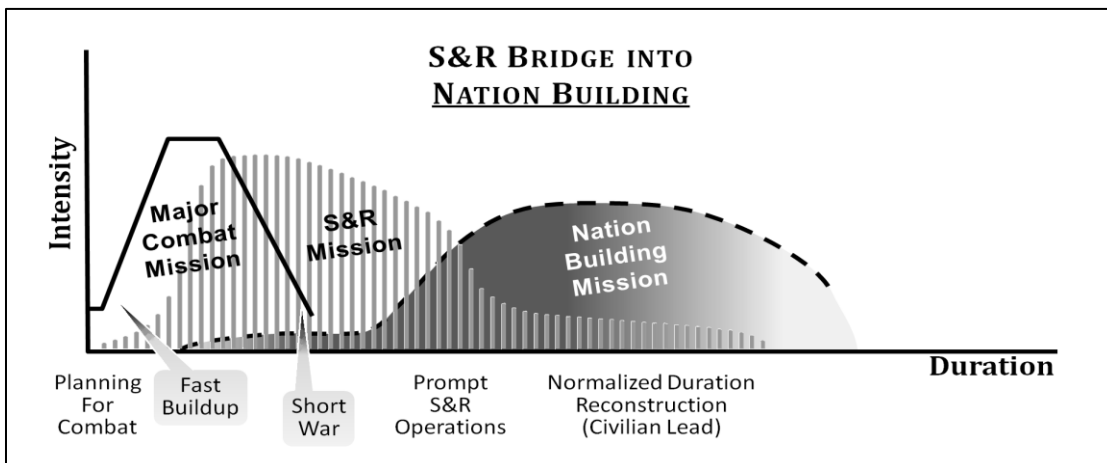 S&R BRIDGE INTO
NATION BUILDING
Intensity
Major
Combat
Mission
S&R
Mission
Nation
Building
Mission
Duration
Planning
For
Combat
Fast
Buildup
Short
War
Prompt
S&R
Operations
Normalized Duration
Reconstruction
(Civilian Lead)